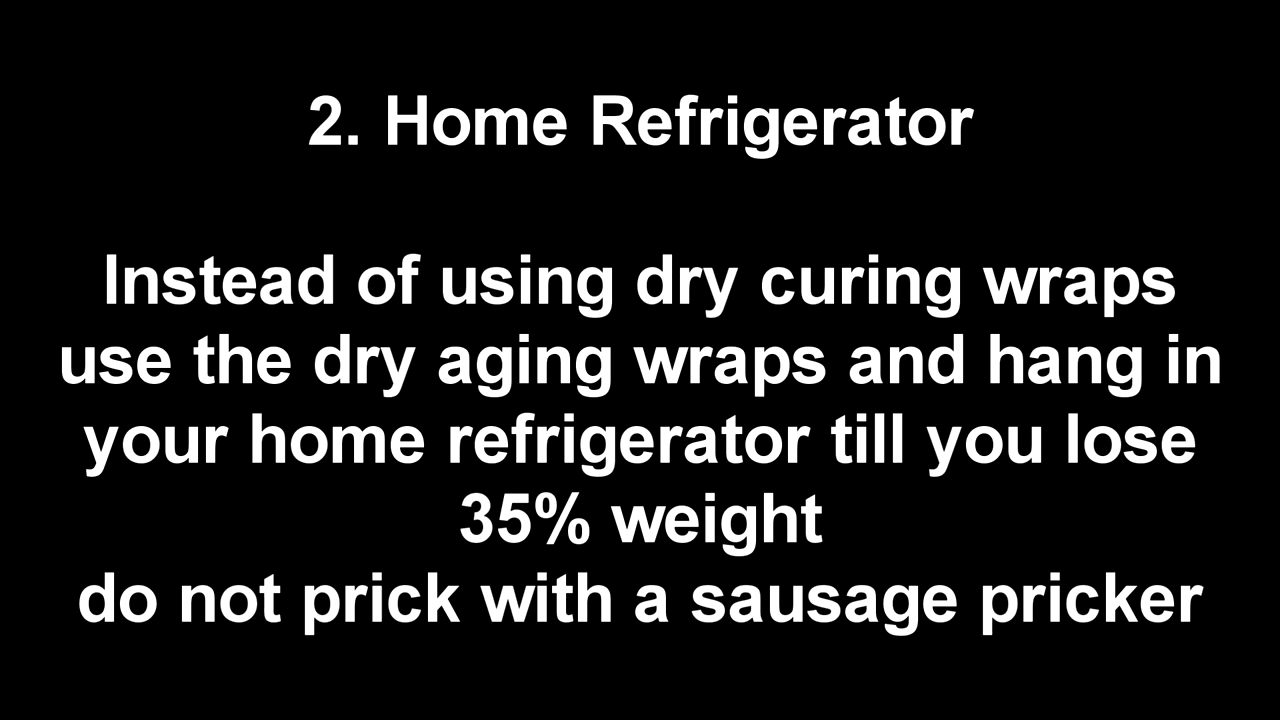 2. Home Refrigerator
Instead of using dry curing wraps
use the dry aging wraps and hang in
your home refrigerator till you lose
35% weight
do not prick with a sausage pricker